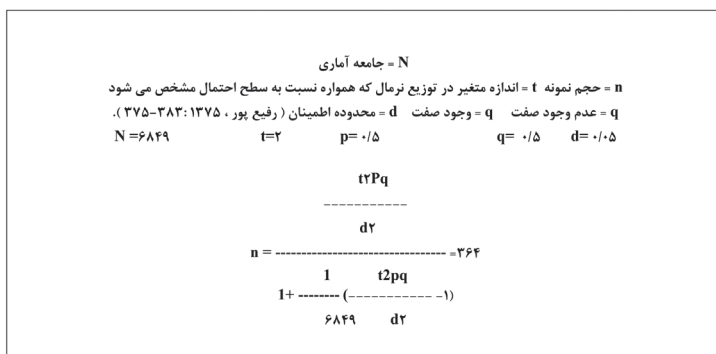 N = جامعه آماری
n = حجم نمونه t = اندازه متغیر در توزیع نرمال که همواره نسبت به سطح احتمال مشخص می شود
q = عدم وجود صفت q = وجود صفت d = محدوده اطمینان ( رفیع پور ، ۱۳۷۵:۳۸۳-۳۷۵ ).
N =۶۸۴۹ t=۲ p= ۰/۵ q= ۰/۵ d= ۰/۰۵
t۲Pq
-----------
d۲
n = --------------------------------- =۳۶۴
1 t2pq
1+ -------- (----------- -۱)
۶۸۴۹ d۲